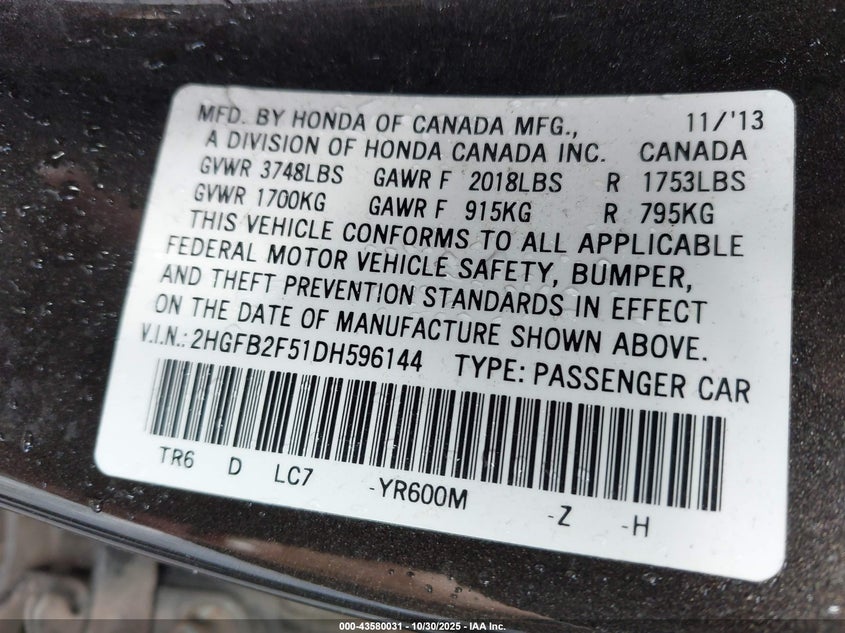 MFD. BY HONDA OF CANADA MFG., 11/'13
A DIVISION OF HONDA CANADA INC. CANADA
GVWR 3748LBS GAWR F 2018LBS R 1753LBS
GVWR 1700KG GAWR F 915KG R 795KG
THIS VEHICLE CONFORMS TO ALL APPLICABLE
FEDERAL MOTOR VEHICLE SAFETY, BUMPER,
AND THEFT PREVENTION STANDARDS IN EFFECT
ON THE DATE OF MANUFACTURE SHOWN ABOVE.
V.I.N.: 2HGFB2F51DH596144 TYPE: PASSENGER CAR
TR6 D LC7 -YR600M -Z -H
000-43580031 - 10/30/2025 - IAA Inc.